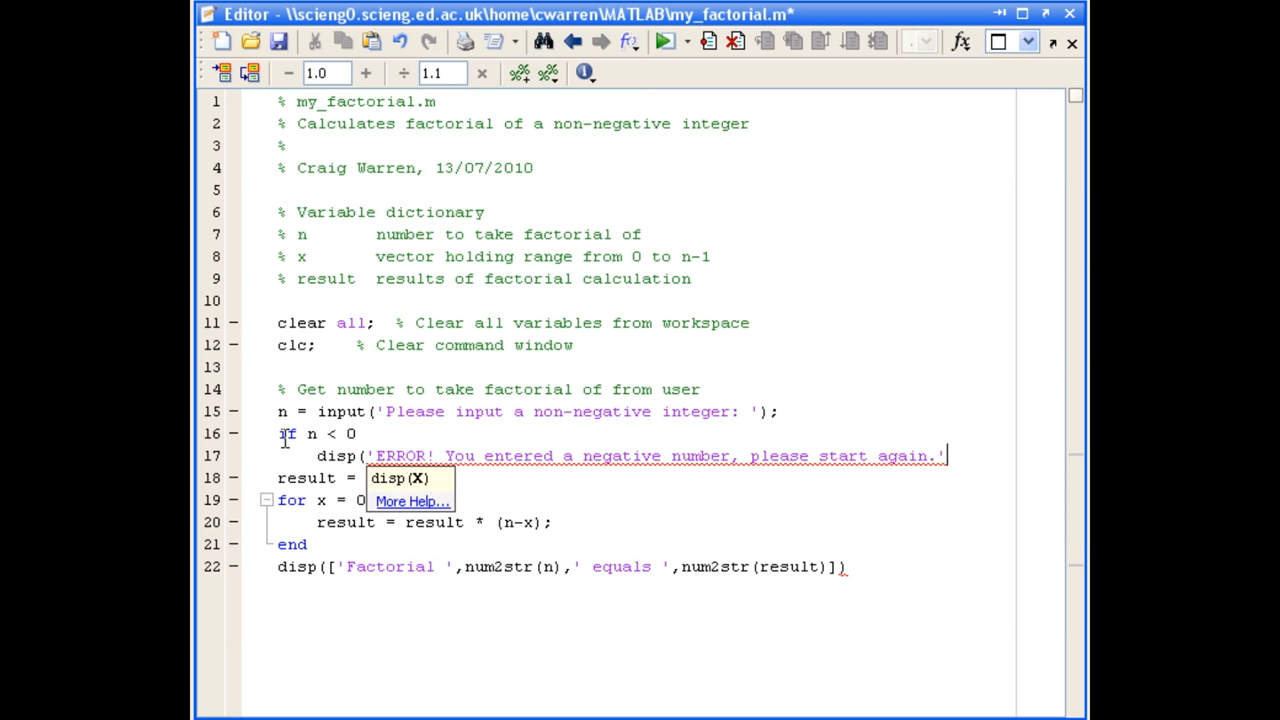 Editor - \\scieng0.scieng.ed.ac.uk\home\cwarren\MATLAB\my_factorial.m*
1.0
1.1
1 % my_factorial.m
2 % Calculates factorial of a non-negative integer
3 %
4 % Craig Warren, 13/07/2010
5
6 % Variable dictionary
7 % n number to take factorial of
8 % x vector holding range from 0 to n-1
9 % result results of factorial calculation
10
11 clear all; % Clear all variables from workspace
12 clc; % Clear command window
13
14 % Get number to take factorial of from user
15 n = input('Please input a non-negative integer: ');
16 if n < 0
17 disp('ERROR! You entered a negative number, please start again.'
18 result =
disp(X)
19 for x = 0
More Help...
20 result = result * (n-x);
21 end
22 disp(['Factorial ',num2str(n),' equals ',num2str(result)])